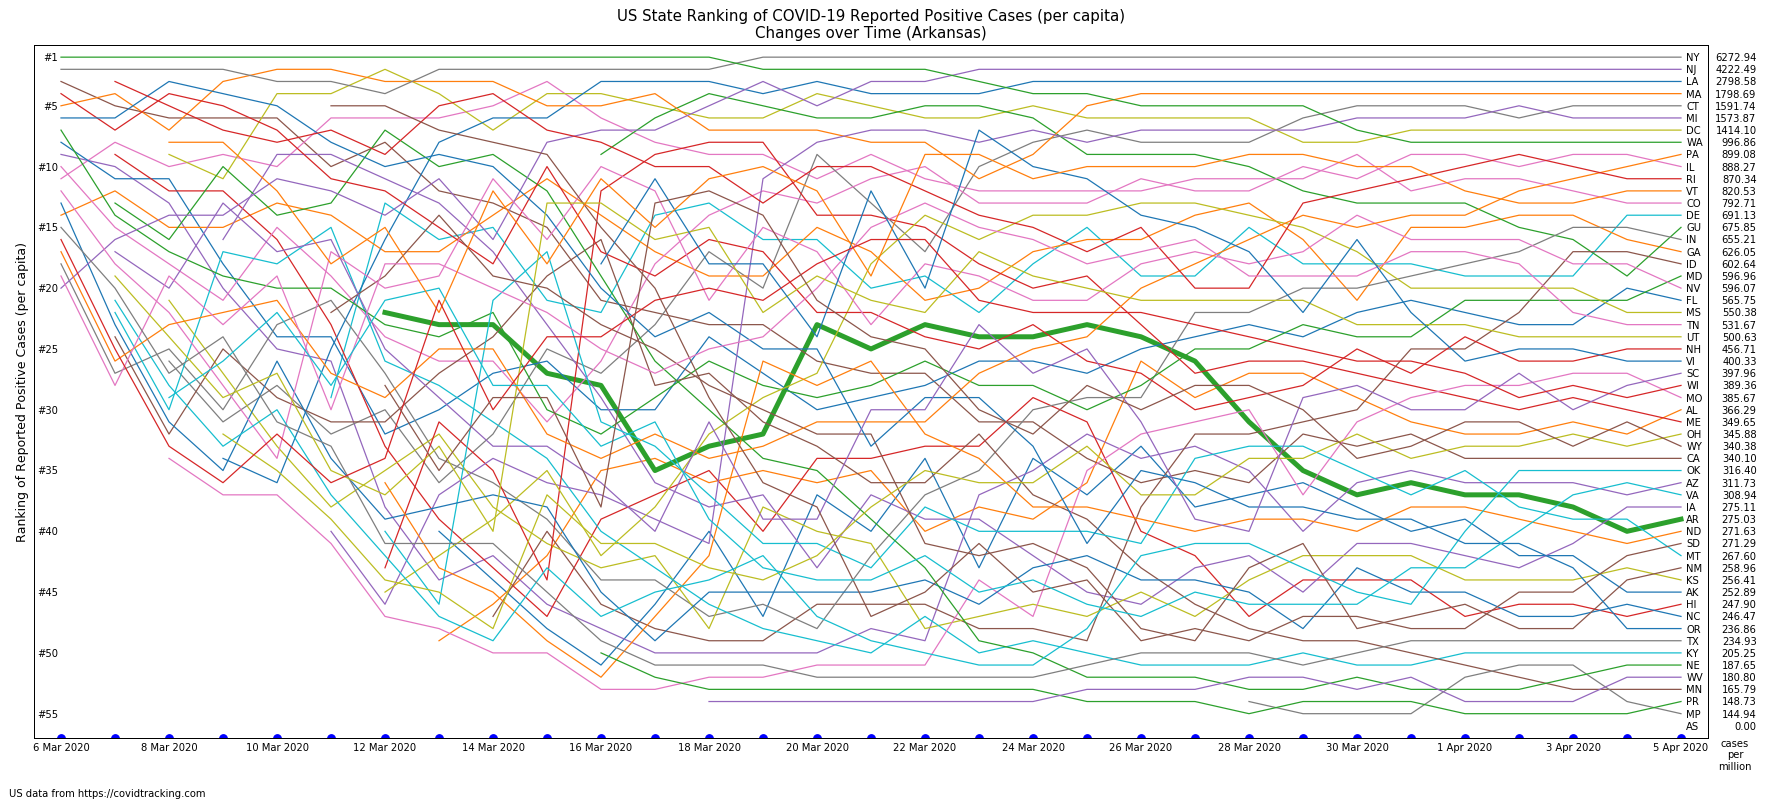 US State Ranking of COVID-19 Reported Positive Cases (per capita)
Changes over Time (Arkansas)
Ranking of Reported Positive Cases (per capita)
#1
#5
#10
#15
#20
#25
#30
#35
#40
#45
#50
#55
NY 6272.94
NJ 4222.49
LA 2798.58
MA 1798.69
CT 1591.74
MI 1573.87
DC 1414.10
WA 996.86
PA 899.08
IL 888.27
RI 870.34
VT 820.53
CO 792.71
DE 691.13
GU 675.85
IN 655.21
GA 626.05
ID 602.64
MD 596.96
NV 596.07
FL 565.75
MS 550.38
TN 531.67
UT 500.63
NH 456.71
VI 400.33
SC 397.96
WI 389.36
MO 385.67
AL 366.29
ME 349.65
OH 345.88
WY 340.38
CA 340.10
OK 316.40
AZ 311.73
VA 308.94
IA 275.11
AR 275.03
ND 271.63
SD 271.29
MT 267.60
NM 258.96
KS 256.41
AK 252.89
HI 247.90
NC 246.47
OR 236.86
TX 234.93
KY 205.25
NE 187.65
WV 180.80
MN 165.79
PR 148.73
MP 144.94
AS 0.00
6 Mar 2020 8 Mar 2020 10 Mar 2020 12 Mar 2020 14 Mar 2020 16 Mar 2020 18 Mar 2020 20 Mar 2020 22 Mar 2020 24 Mar 2020 26 Mar 2020 28 Mar 2020 30 Mar 2020 1 Apr 2020 3 Apr 2020 5 Apr 2020
cases
per
million
US data from https://covidtracking.com